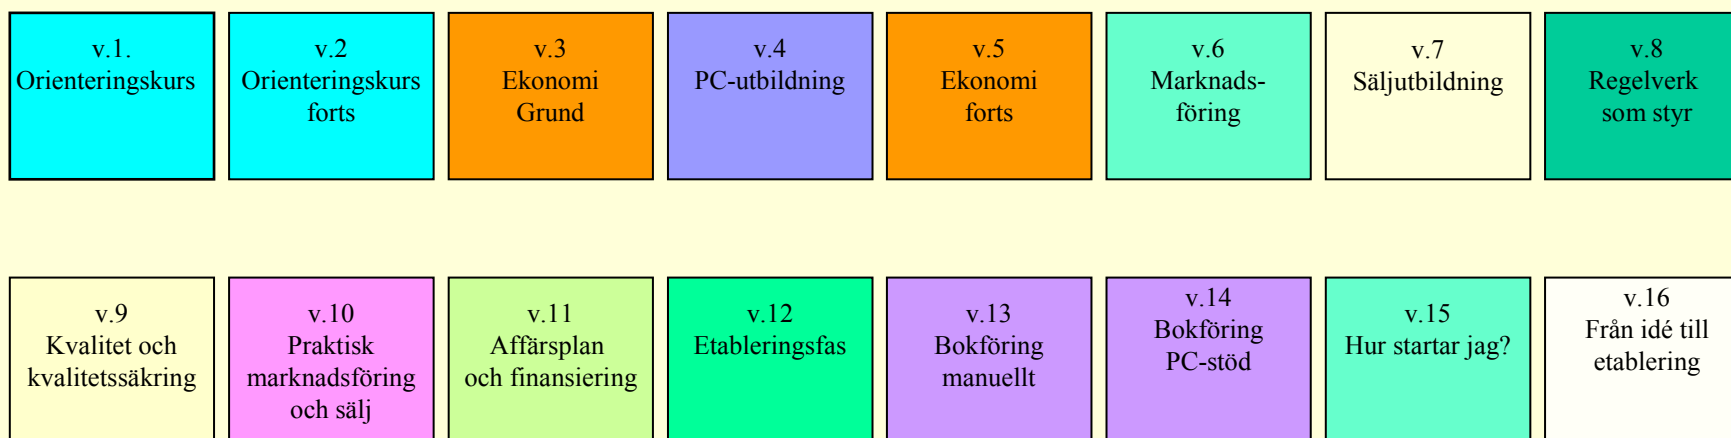 v.1.
Orienteringskurs
v.2
Orienteringskurs
forts
v.3
Ekonomi
Grund
v.4
PC-utbildning
v.5
Ekonomi
forts
v.6
Marknads-
föring
v.7
Säljutbildning
v.8
Regelverk
som styr
v.9
Kvalitet och
kvalitetssäkring
v.10
Praktisk
marknadsföring
och sälj
v.11
Affärsplan
och finansiering
v.12
Etableringsfas
v.13
Bokföring
manuellt
v.14
Bokföring
PC-stöd
v.15
Hur startar jag?
v.16
Från idé till
etablering